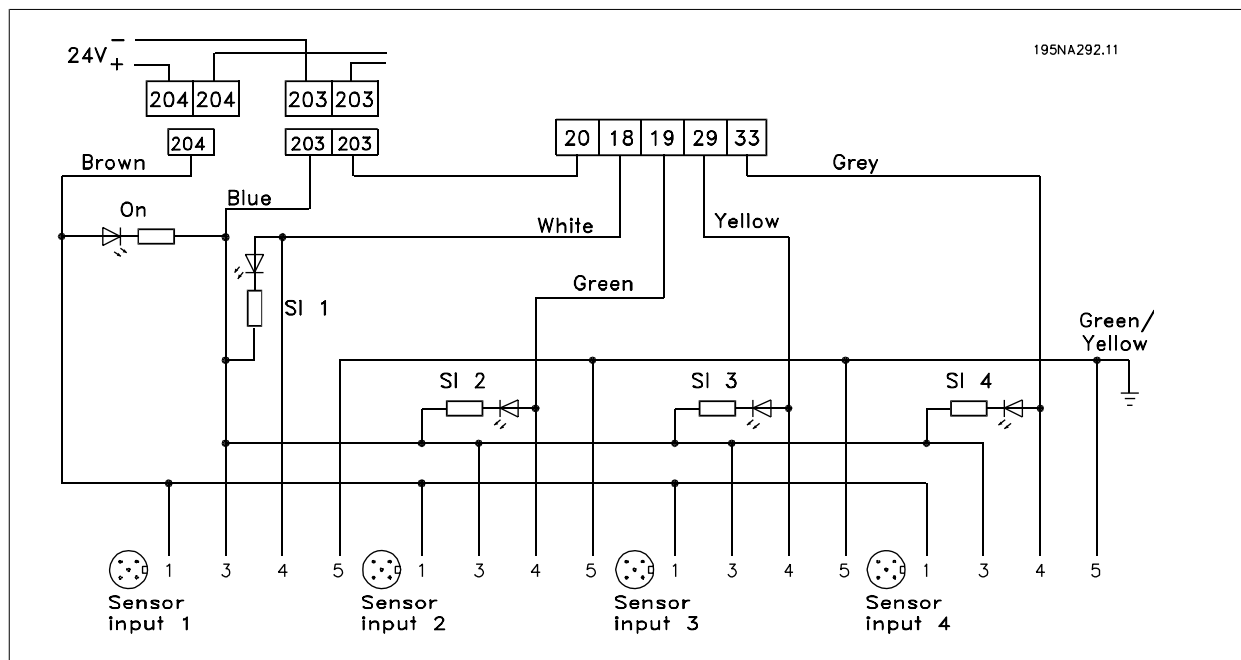 195NA292.11
24V - +
204 204 203 203
204 203 203 20 18 19 29 33
Brown Grey
Blue
On White Yellow
Green
SI 1
Green/
Yellow
SI 2 SI 3 SI 4
1 3 4 5 1 3 4 5 1 3 4 5 1 3 4 5
Sensor
input 1
Sensor
input 2
Sensor
input 3
Sensor
input 4